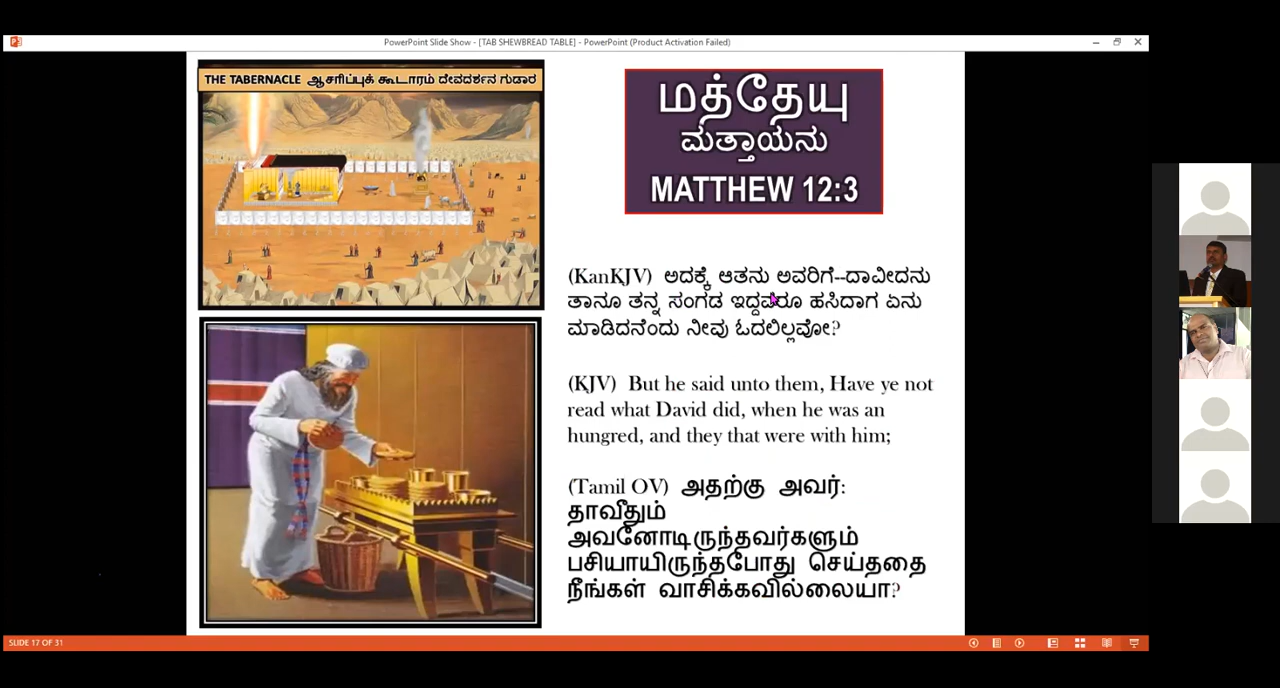 PowerPoint Slide Show - [TAB SHEWBREAD TABLE] - PowerPoint (Product Activation Failed)
THE TABERNACLE ஆசரிப்புக் கூடாரம் ದೇವದರ್ಶನ ಗುಡಾರ
மத்தேயு
ಮತ್ತಾಯನು
MATTHEW 12:3
(KanKJV) ಅದಕ್ಕೆ ಆತನು ಅವರಿಗೆ--ದಾವೀದನು
ತಾನೂ ತನ್ನ ಸಂಗಡ ಇದ್ದವರೂ ಹಸಿದಾಗ ಏನು
ಮಾಡಿದನೆಂದು ನೀವು ಓದಲಿಲ್ಲವೋ?
(KJV) But he said unto them, Have ye not
read what David did, when he was an
hungred, and they that were with him;
(Tamil OV) அதற்கு அவர்:
தாவீதும்
அவனோடிருந்தவர்களும்
பசியாயிருந்தபோது செய்ததை
நீங்கள் வாசிக்கவில்லையா?
SLIDE 17 OF 31